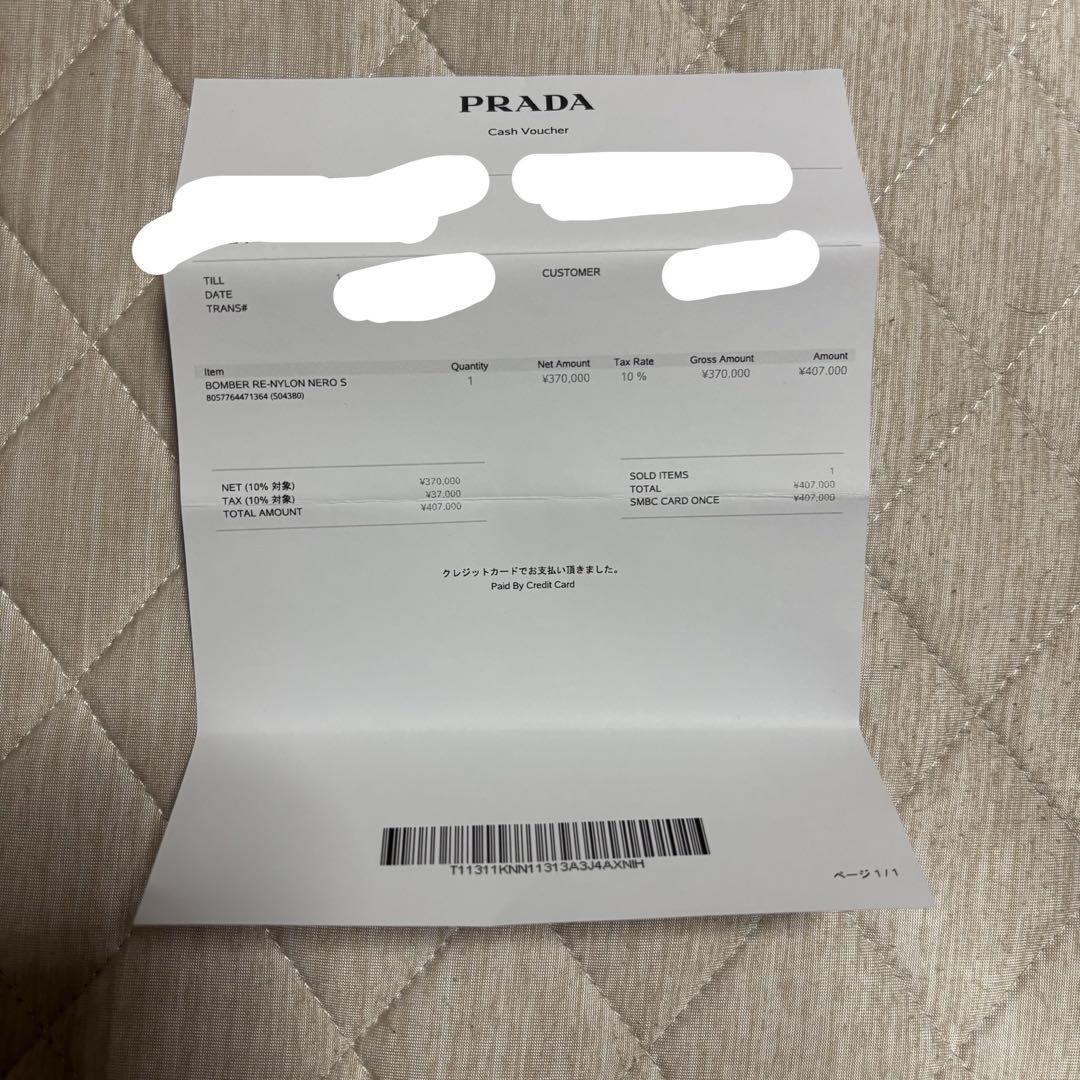 PRADA
Cash Voucher
TILL
DATE
TRANS#
CUSTOMER
Item Quantity Net Amount Tax Rate Gross Amount Amount
BOMBER RE-NYLON NERO S 1 ¥370,000 10 % ¥370,000 ¥407.000
8057764471364 (S04380)
NET (10% 対象) ¥370,000
TAX (10% 対象) ¥37.000
TOTAL AMOUNT ¥407.000
SOLD ITEMS 1
TOTAL ¥407.000
SMBC CARD ONCE ¥407,000
クレジットカードでお支払い頂きました。
Paid By Credit Card
T11311KNN11313A3J4AXNIH
ページ 1 / 1